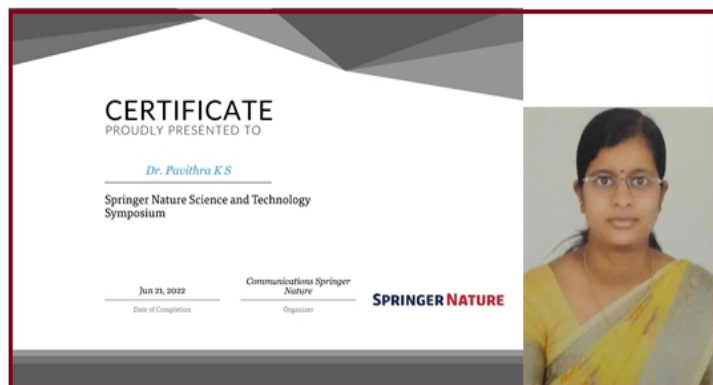 CERTIFICATE
PROUDLY PRESENTED TO
Dr. Pavithra K S
Springer Nature Science and Technology
Symposium
Jun 21, 2022
Date of Completion
Communications Springer
Nature
Organiser
SPRINGER NATURE